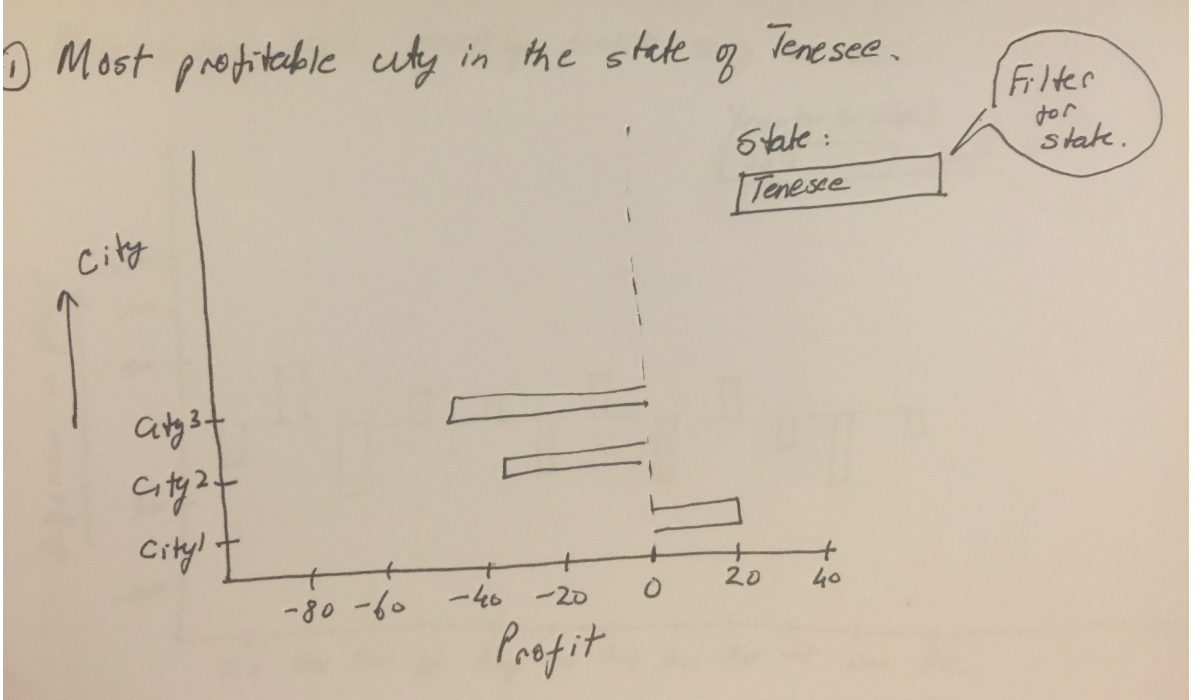 ① Most profitable city in the state of Tenesee.
Filter
for
state.
State:
Tenesee
City
City3
City2
City1
-80 -60 -40 -20 0 20 40
Profit